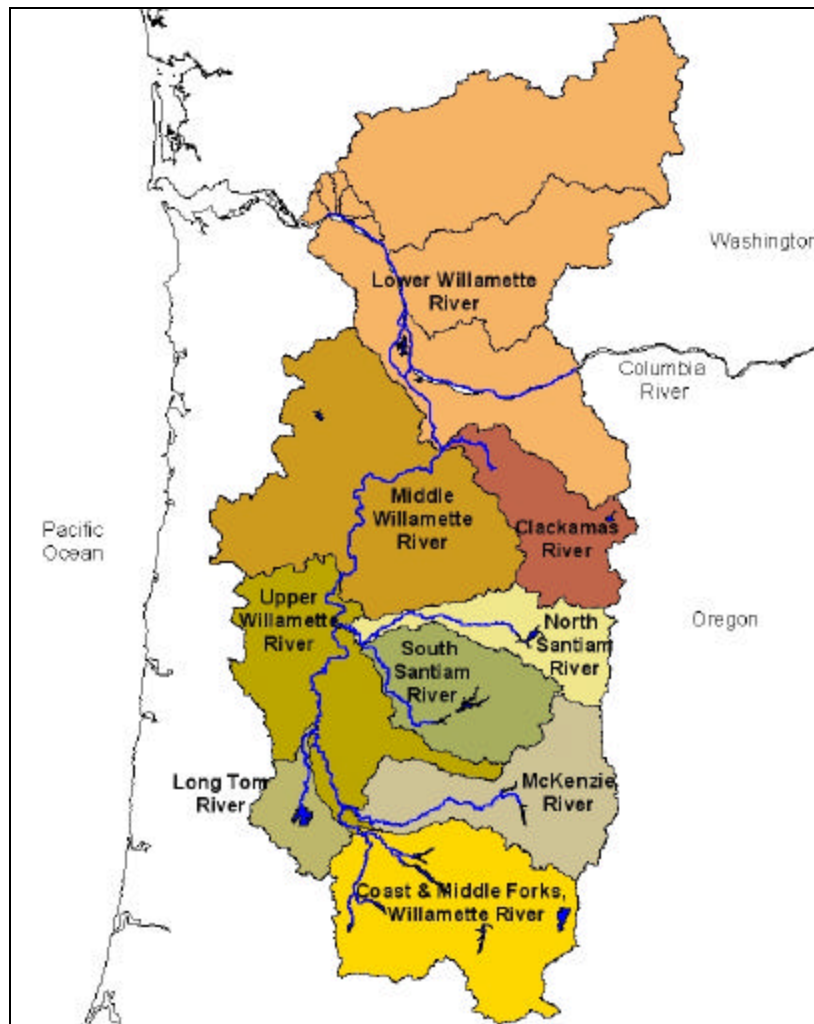 Washington
Lower Willamette
River
Columbia
River
Middle
Willamette
River
Clackamas
River
Pacific
Ocean
Upper
Willamette
River
North
Santiam
River
Oregon
South
Santiam
River
Long Tom
River
McKenzie
River
Coast & Middle Forks,
Willamette River